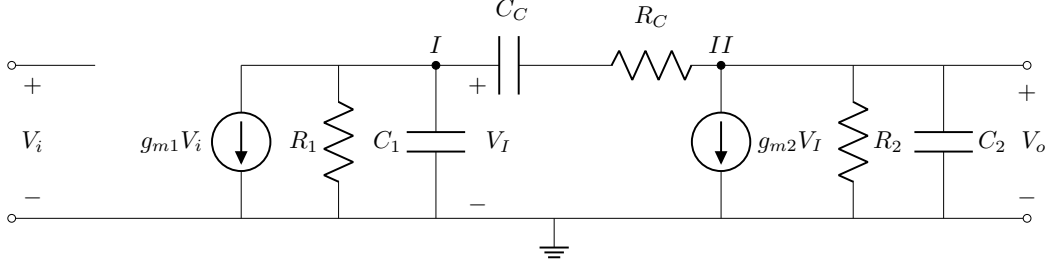 C_C
R_C
I
II
+
+
+
V_i
g_{m1}V_i
R_1
C_1
V_I
g_{m2}V_I
R_2
C_2
V_o
−
−
−